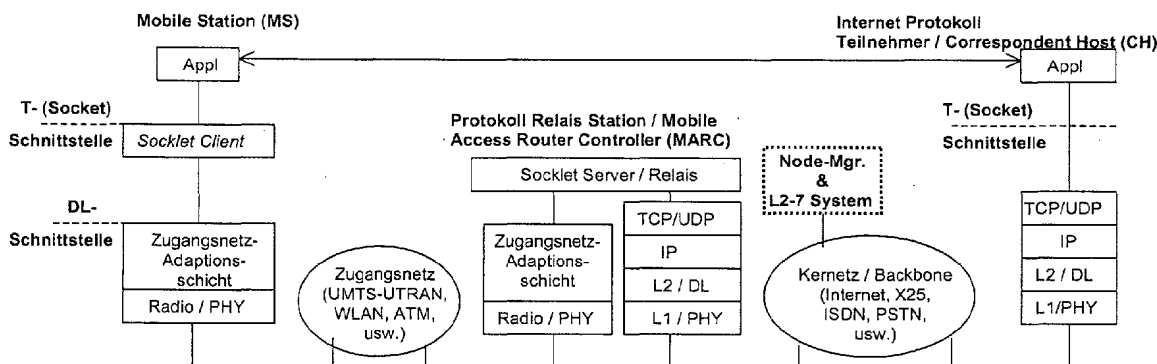 Mobile Station (MS)
Internet Protokoll
Teilnehmer / Correspondent Host (CH)
Appl
Appl
T- (Socket)
Schnittstelle
Socklet Client
Protokoll Relais Station / Mobile
Access Router Controller (MARC)
Socklet Server / Relais
Node-Mgr.
&
L2-7 System
T- (Socket)
Schnittstelle
DL-
Schnittstelle
Zugangsnetz-
Adaptions-
schicht
Radio / PHY
Zugangsnetz
(UMTS-UTRAN,
WLAN, ATM,
usw.)
Zugangsnetz-
Adaptions-
schicht
Radio / PHY
TCP/UDP
IP
L2 / DL
L1 / PHY
Kernetz / Backbone
(Internet, X25,
ISDN, PSTN,
usw.)
TCP/UDP
IP
L2 / DL
L1/PHY